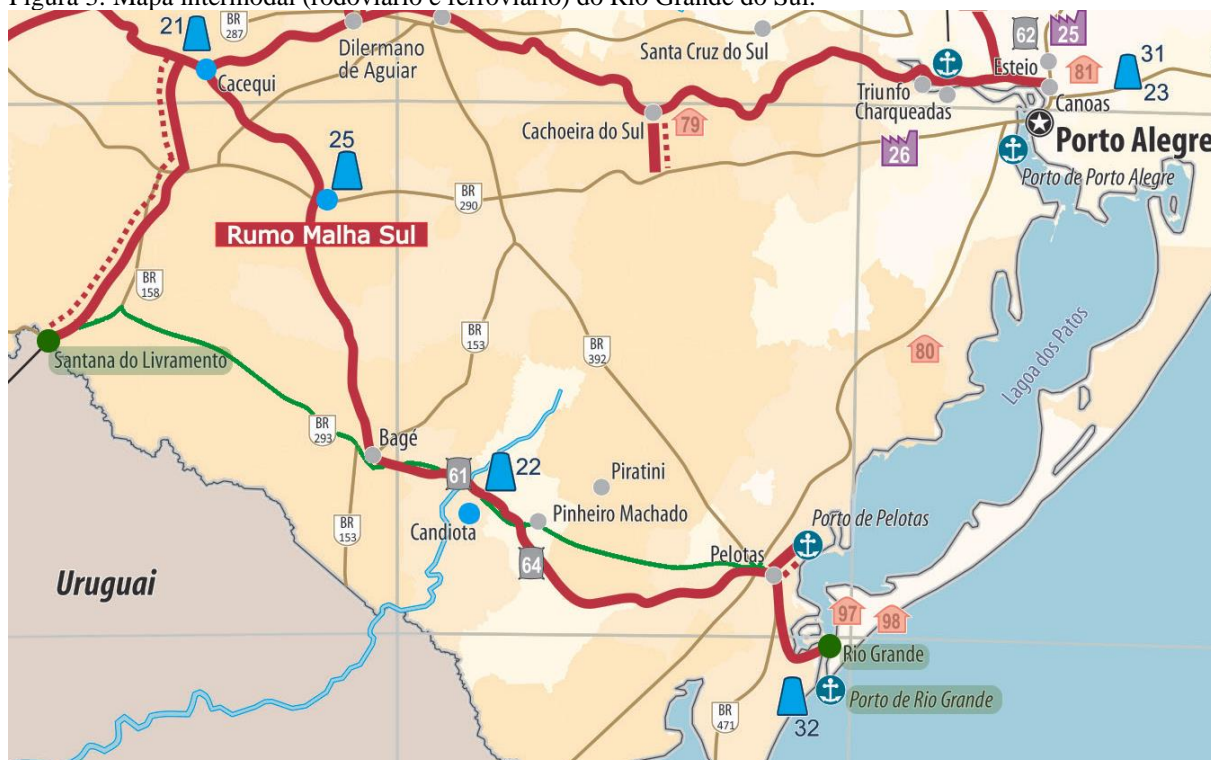 Figura 3. Mapa intermodal (rodoviário e ferroviário) do Rio Grande do Sul.
BR
287
21
Dilermano
de Aguiar
Cacequi
Santa Cruz do Sul
62
25
Esteio
81
31
23
Triunfo
Charqueadas
Canoas
Cachoeira do Sul
79
26
Porto Alegre
Porto de Porto Alegre
25
BR
290
Rumo Malha Sul
BR
158
BR
153
BR
392
80
Lagoa dos Patos
Santana do Livramento
BR
293
Bagé
61
22
Piratini
Candiota
Pinheiro Machado
BR
153
64
Porto de Pelotas
Pelotas
Uruguai
97
98
Rio Grande
Porto de Rio Grande
32
BR
471